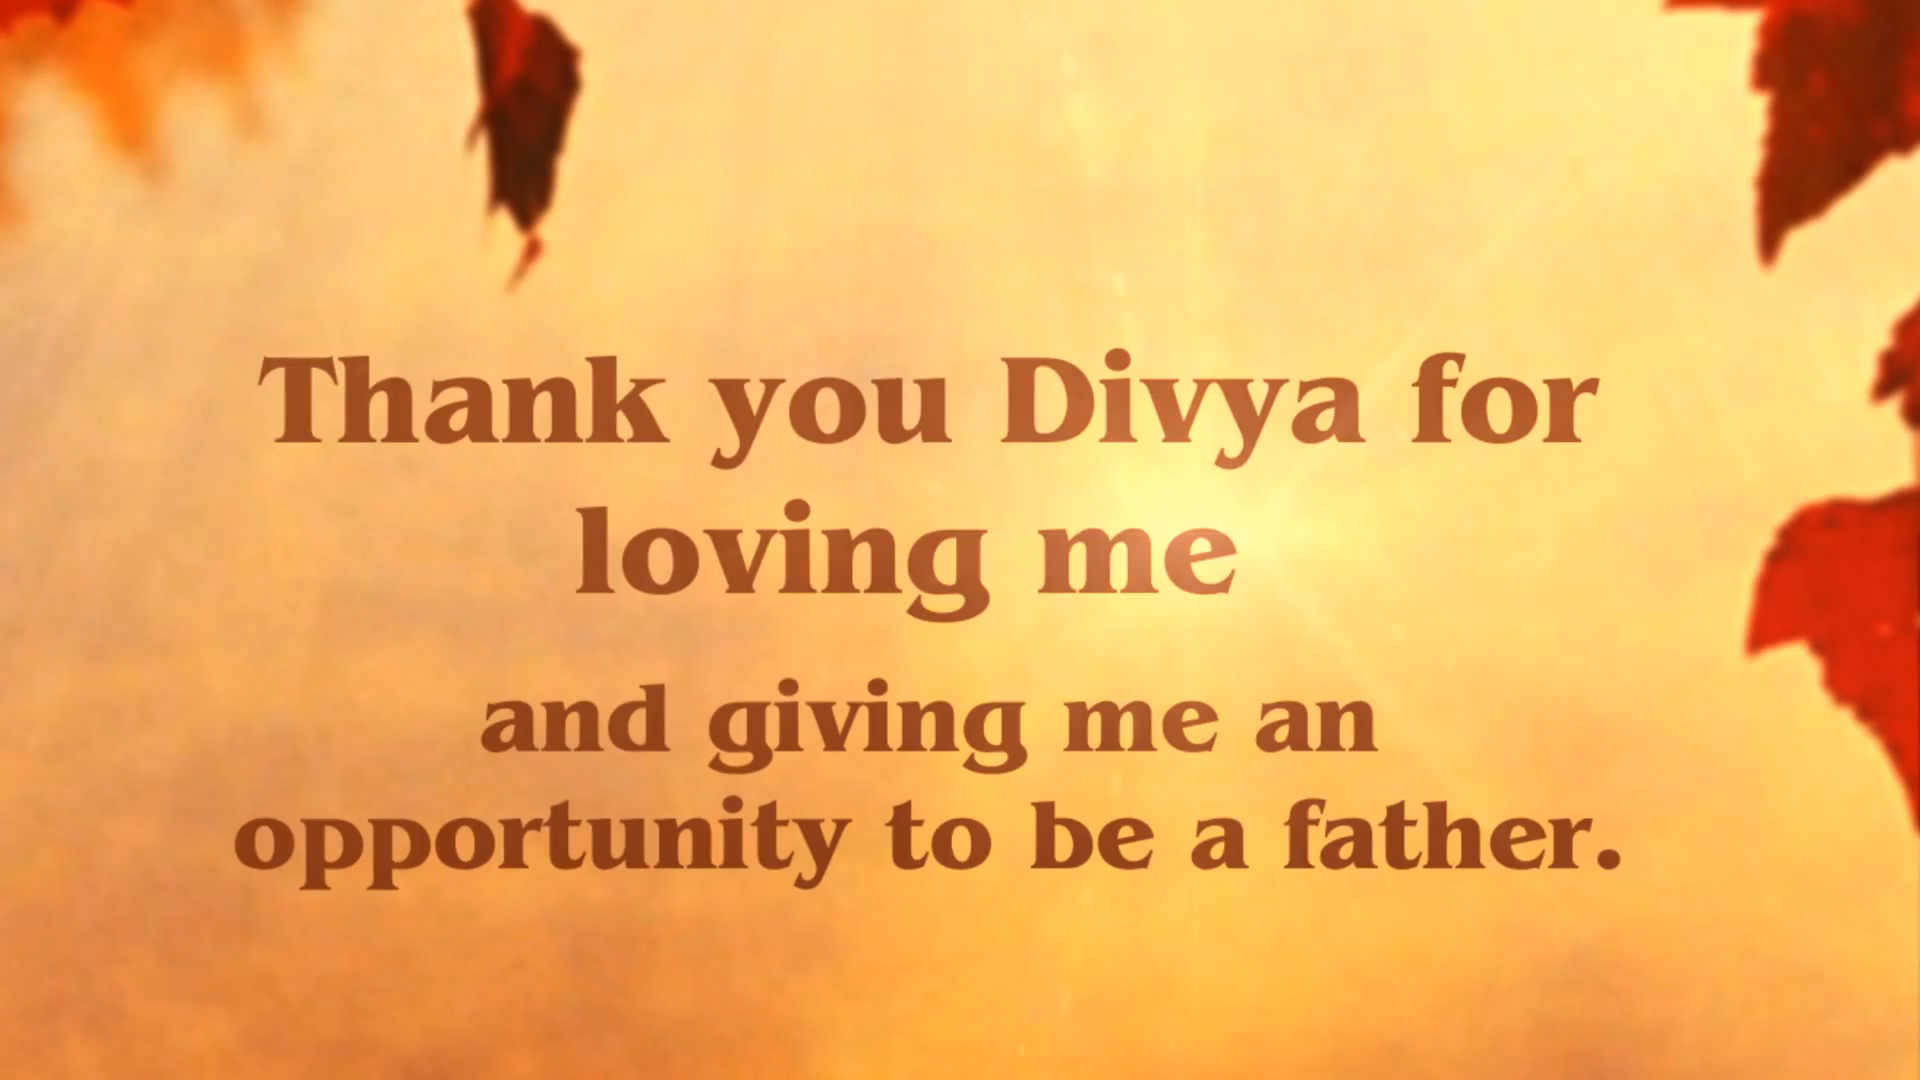 Thank you Divya for
loving me
and giving me an
opportunity to be a father.